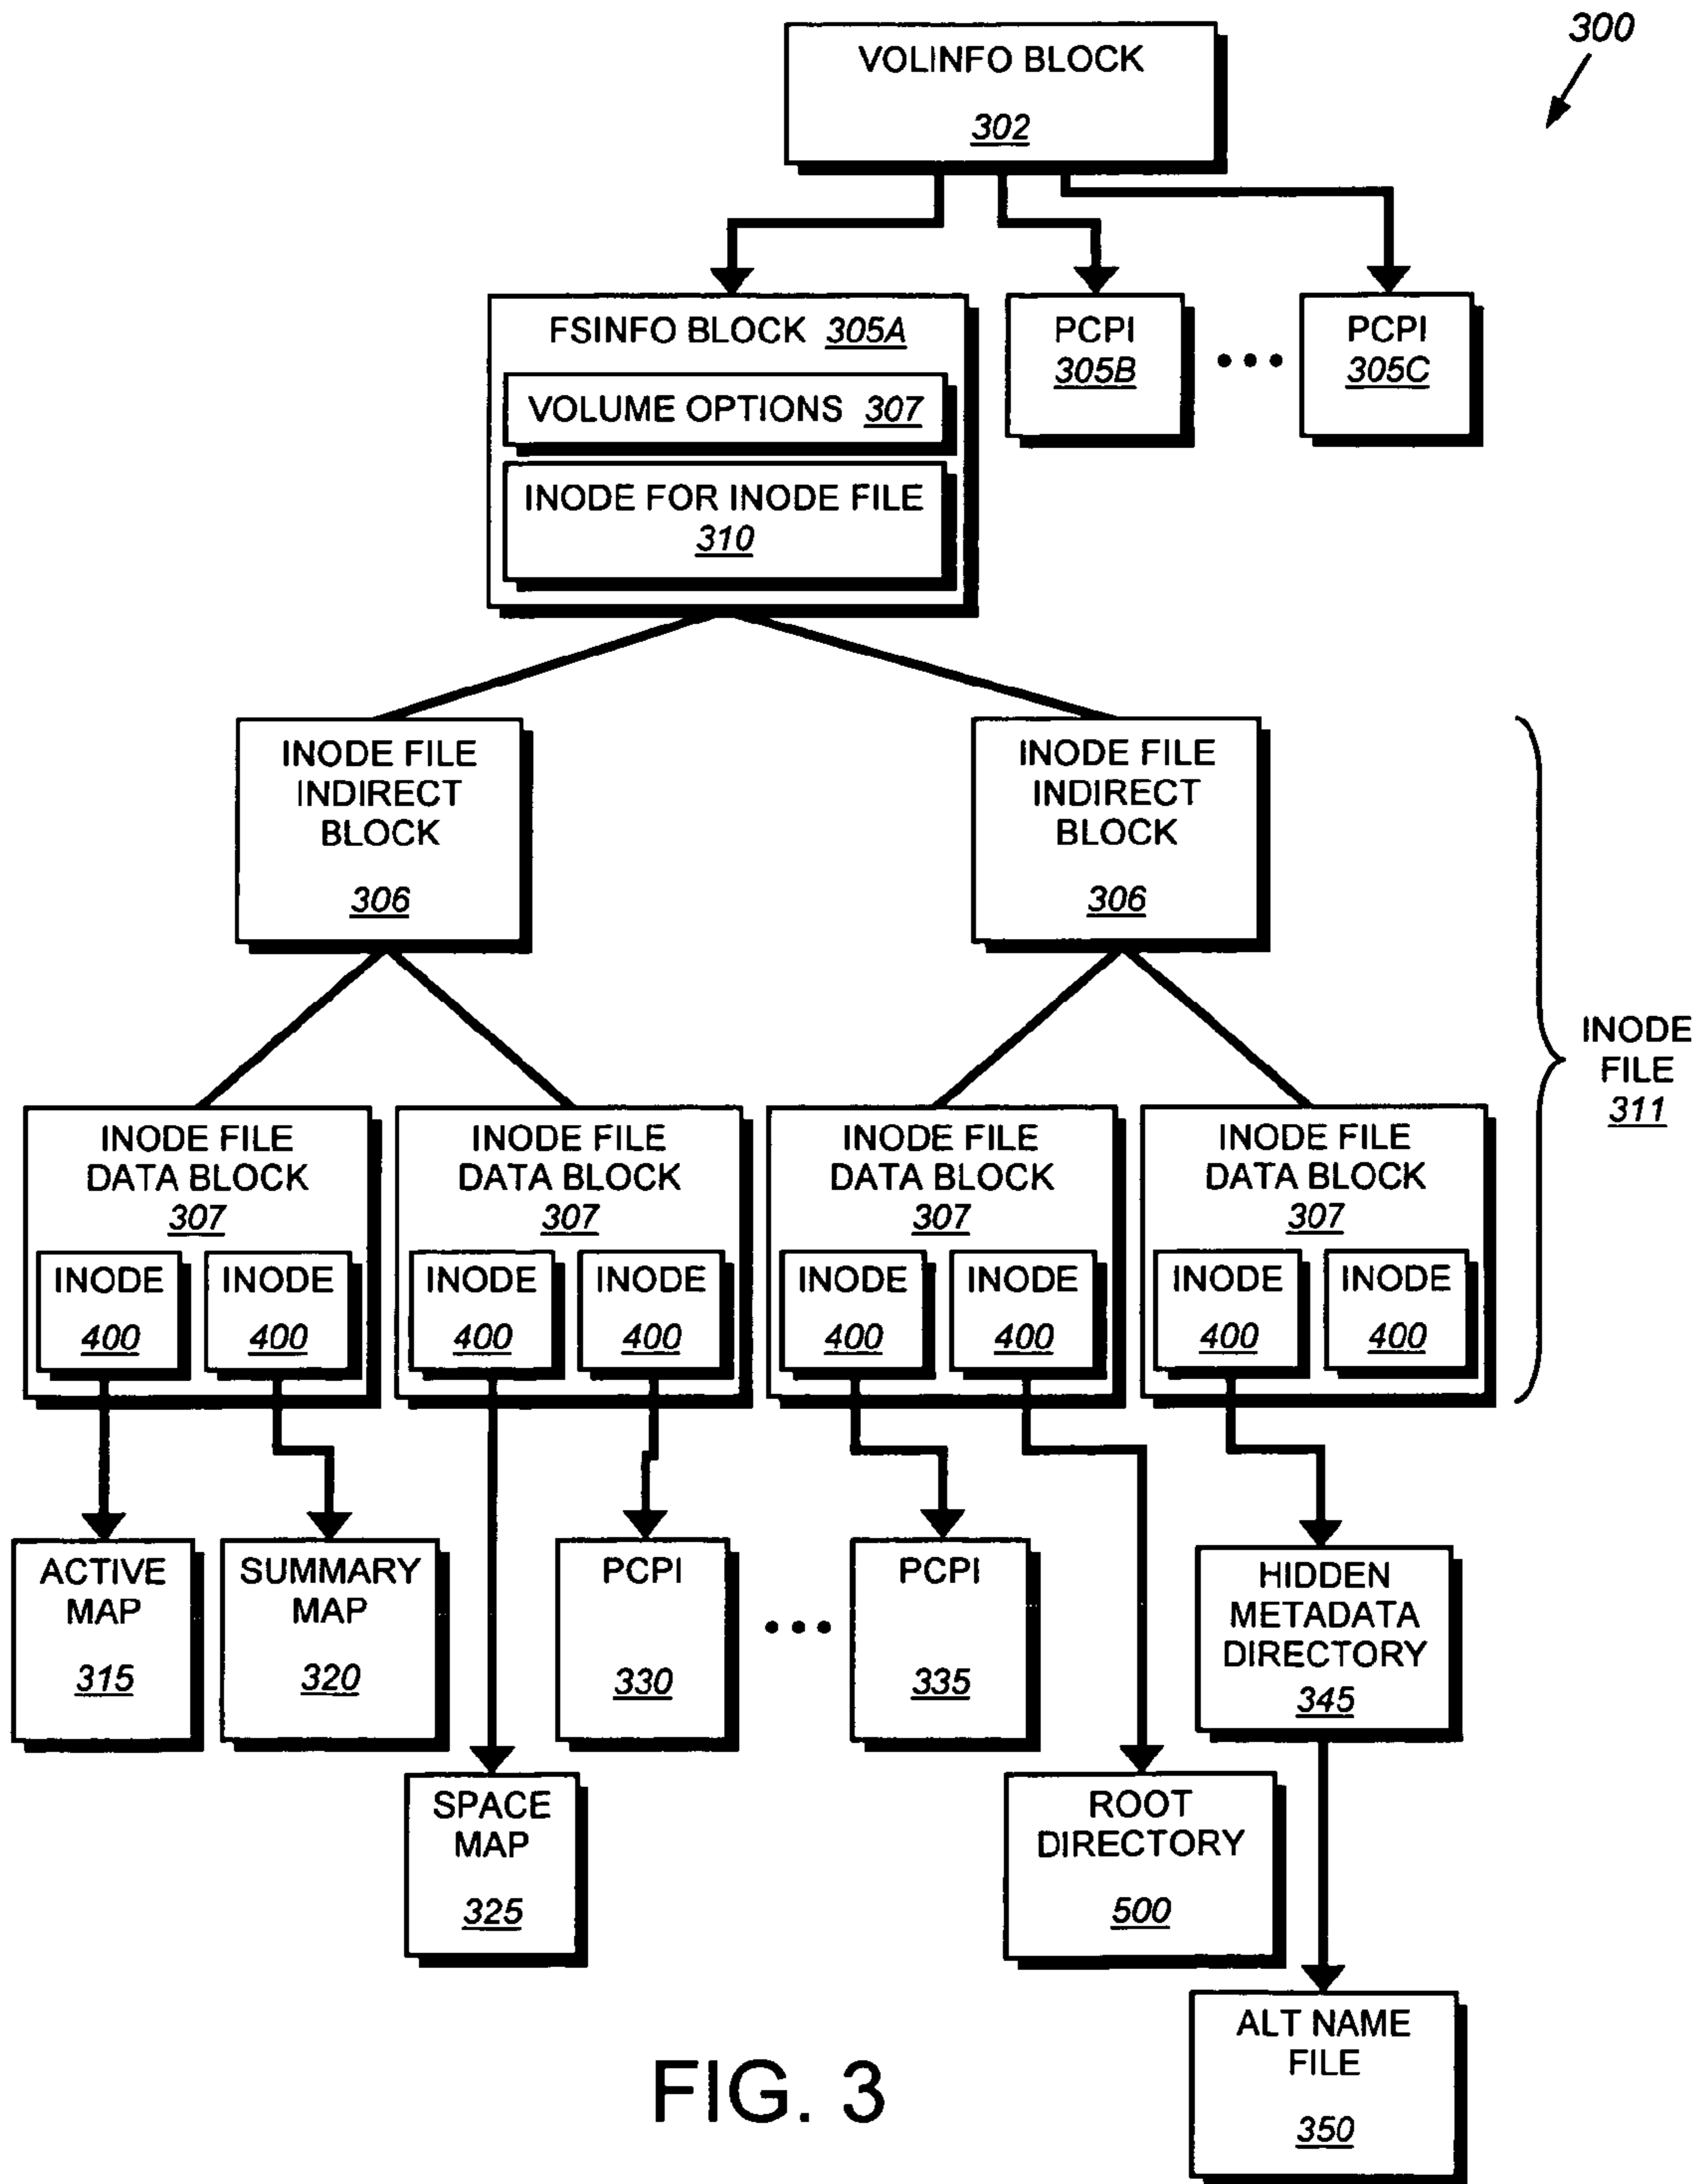 300
VOLINFO BLOCK
302
FSINFO BLOCK 305A
VOLUME OPTIONS 307
INODE FOR INODE FILE
310
PCPI
305B
PCPI
305C
INODE FILE
INDIRECT
BLOCK
306
INODE FILE
INDIRECT
BLOCK
306
INODE
FILE
311
INODE FILE
DATA BLOCK
307
INODE
400
INODE
400
INODE FILE
DATA BLOCK
307
INODE
400
INODE
400
INODE FILE
DATA BLOCK
307
INODE
400
INODE
400
INODE FILE
DATA BLOCK
307
INODE
400
INODE
400
ACTIVE
MAP
315
SUMMARY
MAP
320
PCPI
330
PCPI
335
HIDDEN
METADATA
DIRECTORY
345
SPACE
MAP
325
ROOT
DIRECTORY
500
ALT NAME
FILE
350
FIG. 3